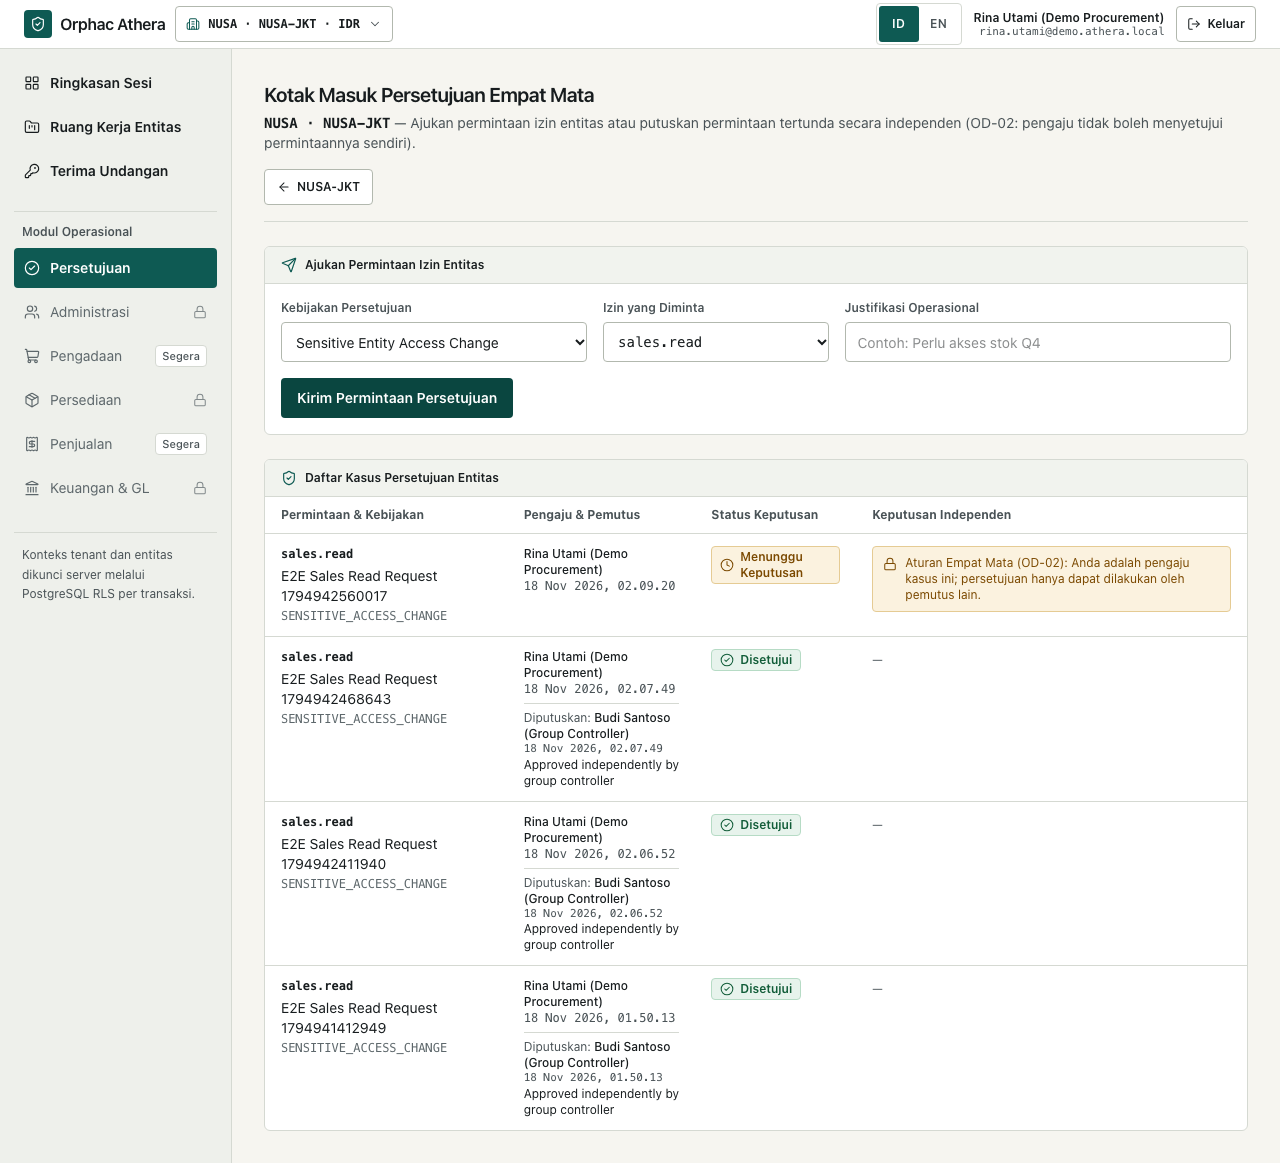 Orphac Athera
NUSA · NUSA-JKT · IDR
ID
EN
Rina Utami (Demo Procurement)
rina.utami@demo.athera.local
Keluar
Ringkasan Sesi
Ruang Kerja Entitas
Terima Undangan
Modul Operasional
Persetujuan
Administrasi
Pengadaan
Segera
Persediaan
Penjualan
Segera
Keuangan & GL
Konteks tenant dan entitas
dikunci server melalui
PostgreSQL RLS per transaksi.
Kotak Masuk Persetujuan Empat Mata
NUSA · NUSA-JKT — Ajukan permintaan izin entitas atau putuskan permintaan tertunda secara independen (OD-02: pengaju tidak boleh menyetujui
permintaannya sendiri).
← NUSA-JKT
Ajukan Permintaan Izin Entitas
Kebijakan Persetujuan
Izin yang Diminta
Justifikasi Operasional
Sensitive Entity Access Change
sales.read
Contoh: Perlu akses stok Q4
Kirim Permintaan Persetujuan
Daftar Kasus Persetujuan Entitas
Permintaan & Kebijakan
Pengaju & Pemutus
Status Keputusan
Keputusan Independen
sales.read
E2E Sales Read Request
1794942560017
SENSITIVE_ACCESS_CHANGE
Rina Utami (Demo
Procurement)
18 Nov 2026, 02.09.20
Menunggu
Keputusan
Aturan Empat Mata (OD-02): Anda adalah pengaju
kasus ini; persetujuan hanya dapat dilakukan oleh
pemutus lain.
sales.read
E2E Sales Read Request
1794942468643
SENSITIVE_ACCESS_CHANGE
Rina Utami (Demo
Procurement)
18 Nov 2026, 02.07.49
Diputuskan: Budi Santoso
(Group Controller)
18 Nov 2026, 02.07.49
Approved independently by
group controller
Disetujui
—
sales.read
E2E Sales Read Request
1794942411940
SENSITIVE_ACCESS_CHANGE
Rina Utami (Demo
Procurement)
18 Nov 2026, 02.06.52
Diputuskan: Budi Santoso
(Group Controller)
18 Nov 2026, 02.06.52
Approved independently by
group controller
Disetujui
—
sales.read
E2E Sales Read Request
1794941412949
SENSITIVE_ACCESS_CHANGE
Rina Utami (Demo
Procurement)
18 Nov 2026, 01.50.13
Diputuskan: Budi Santoso
(Group Controller)
18 Nov 2026, 01.50.13
Approved independently by
group controller
Disetujui
—